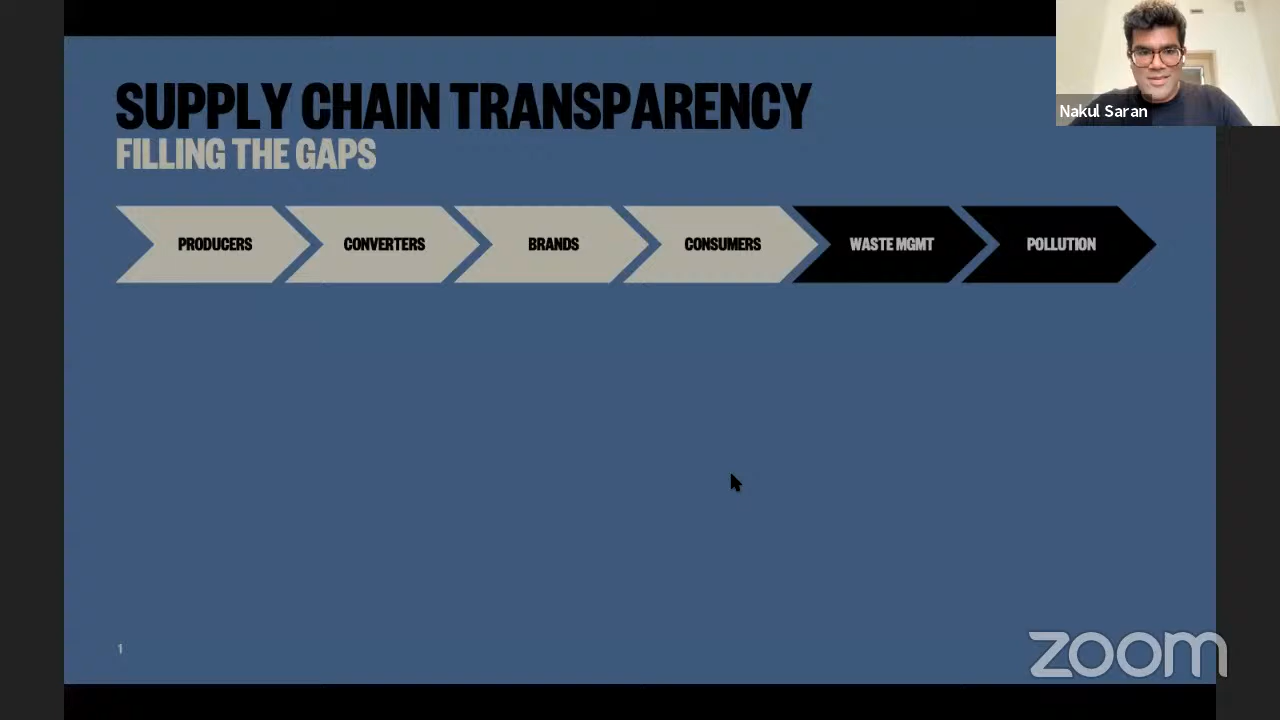 SUPPLY CHAIN TRANSPARENCY
FILLING THE GAPS
Nakul Saran
PRODUCERS
CONVERTERS
BRANDS
CONSUMERS
WASTE MGMT
POLLUTION
1
zoom